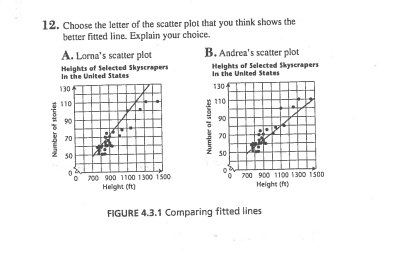 12. Choose the letter of the scatter plot that you think shows the
better fitted line. Explain your choice.
A. Lorna's scatter plot
Heights of Selected Skyscrapers
in the United States
Number of stories
130
110
90
70
50
0
0 700 900 1100 1300 1500
Height (ft)
B. Andrea's scatter plot
Heights of Selected Skyscrapers
in the United States
Number of stories
130
110
90
70
50
0
0 700 900 1100 1300 1500
Height (ft)
FIGURE 4.3.1 Comparing fitted lines